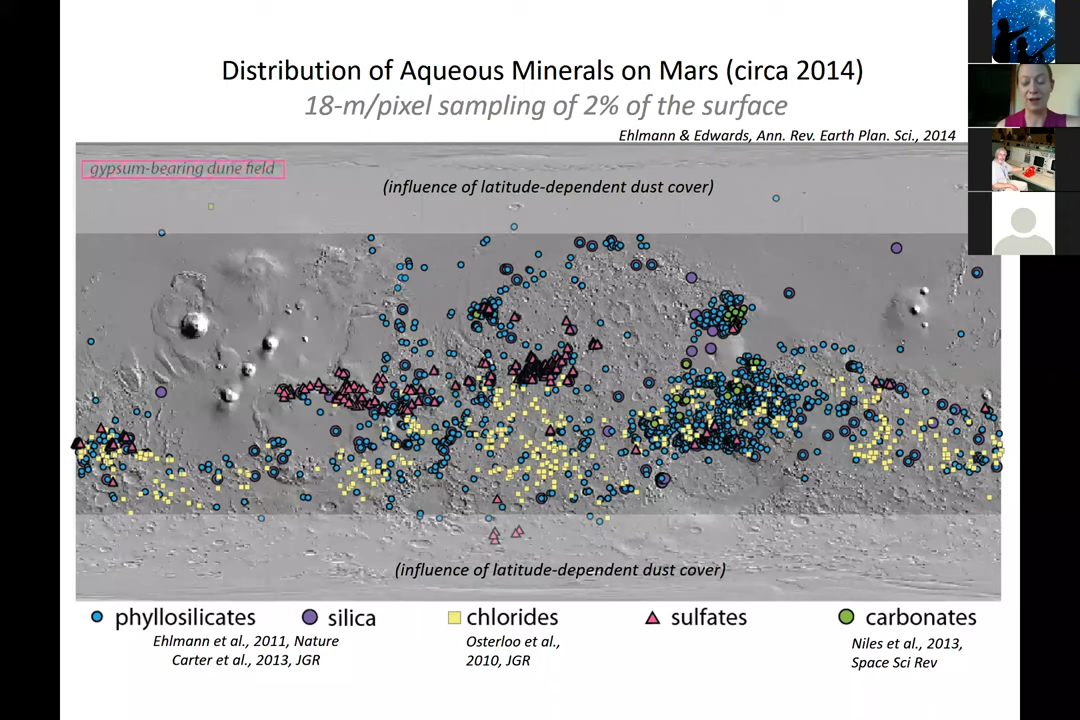 Distribution of Aqueous Minerals on Mars (circa 2014)
18-m/pixel sampling of 2% of the surface
Ehlmann & Edwards, Ann. Rev. Earth Plan. Sci., 2014
gypsum-bearing dune field
(influence of latitude-dependent dust cover)
(influence of latitude-dependent dust cover)
phyllosilicates silica chlorides sulfates carbonates
Ehlmann et al., 2011, Nature
Carter et al., 2013, JGR
Osterloo et al.,
2010, JGR
Niles et al., 2013,
Space Sci Rev